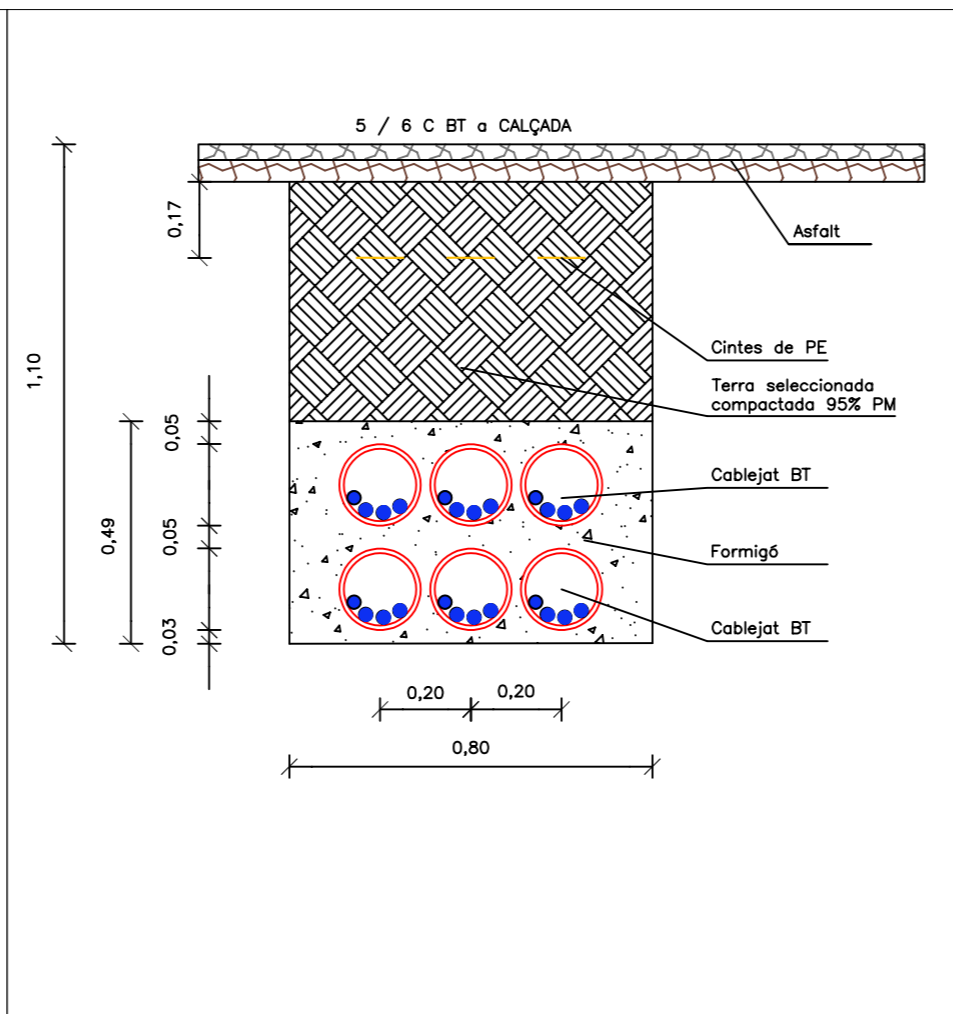 5 / 6 C BT a CALÇADA
0,17
Asfalt
1,10
Cintes de PE
Terra seleccionada
compactada 95% PM
0,05
Cablejat BT
0,49
0,05
Formigó
0,03
Cablejat BT
0,20
0,20
0,80